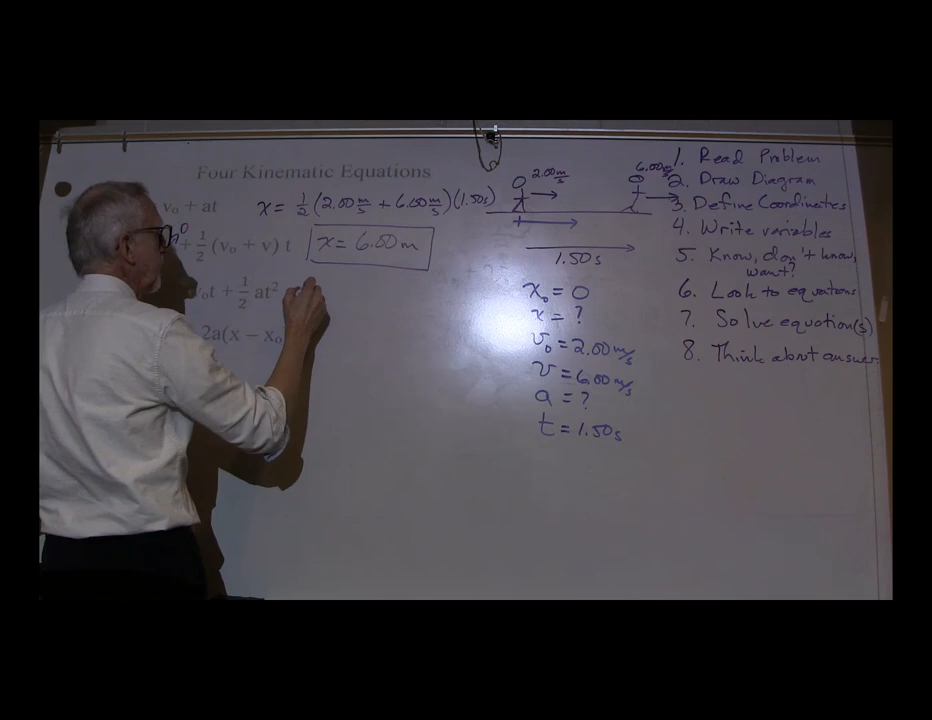 Four Kinematic Equations
v₀ + at
x = 1/2 (2.00 m/s + 6.00 m/s)(1.50s)
0
+ 1/2 (v₀ + v) t
x = 6.00 m
v₀t + 1/2 at²
2a(x − x₀
2.00 m/s
6.00 m/s
+
1.50 s
x₀ = 0
x = ?
v₀ = 2.00 m/s
v = 6.00 m/s
a = ?
t = 1.50 s
1. Read Problem
2. Draw Diagram
3. Define Coordinates
4. Write variables
5. Know, don't know,
want?
6. Look to equations
7. Solve equation(s)
8. Think about answer.